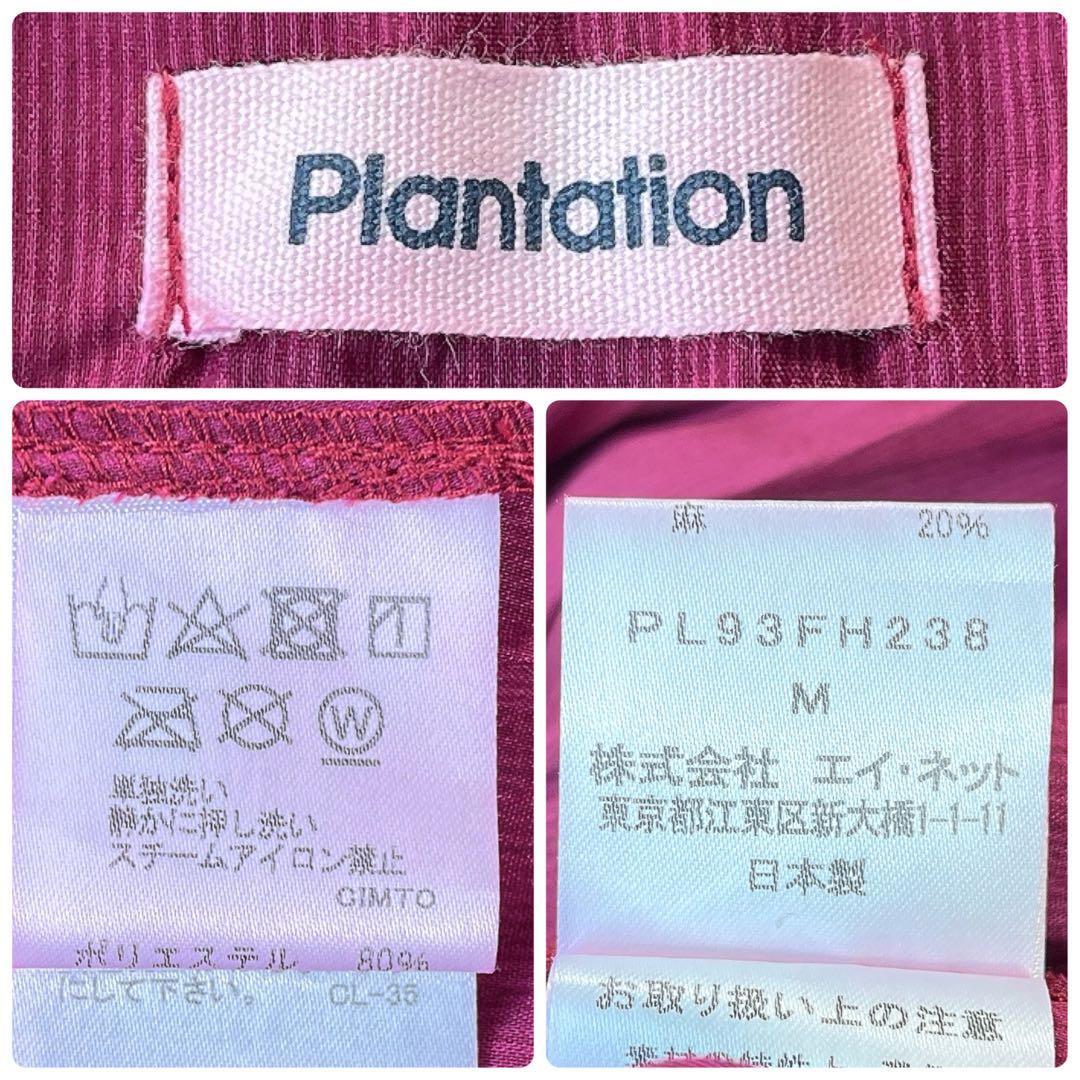 Plantation
W
単独洗い
静かに押し洗い
スチームアイロン禁止
CIMTO
ポリエステル 80%
にして下さい。 CL-35
麻 20%
PL93FH238
M
株式会社 エイ・ネット
東京都江東区新大橋1-1-11
日本製
お取り扱い上の注意